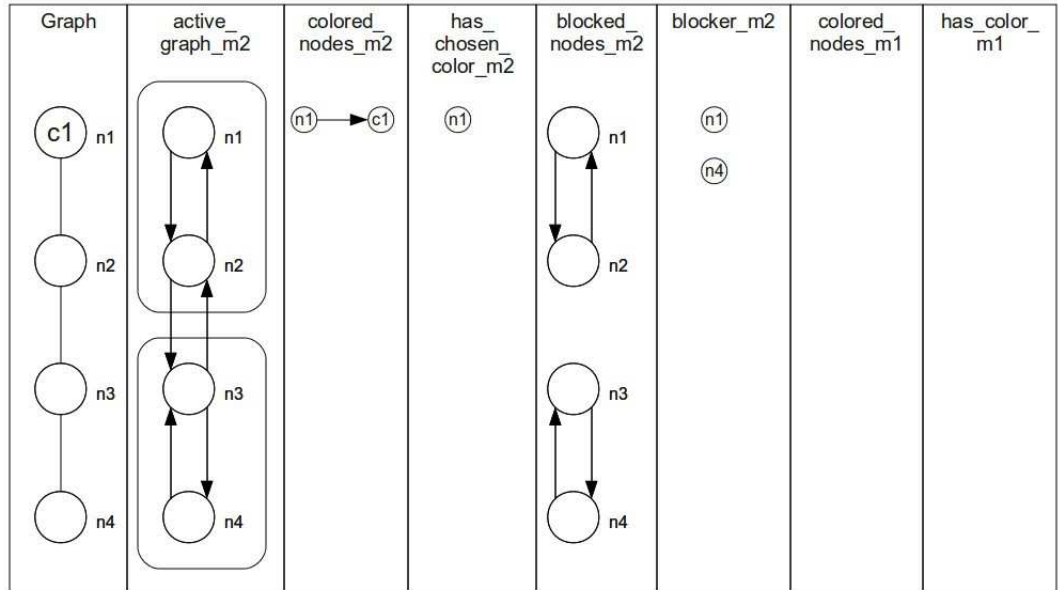 Graph
active_
graph_m2
colored_
nodes_m2
has_
chosen_
color_m2
blocked_
nodes_m2
blocker_m2
colored_
nodes_m1
has_color_
m1
c1
n1
n1
n1
c1
n1
n1
n1
n4
n2
n2
n2
n3
n3
n3
n4
n4
n4